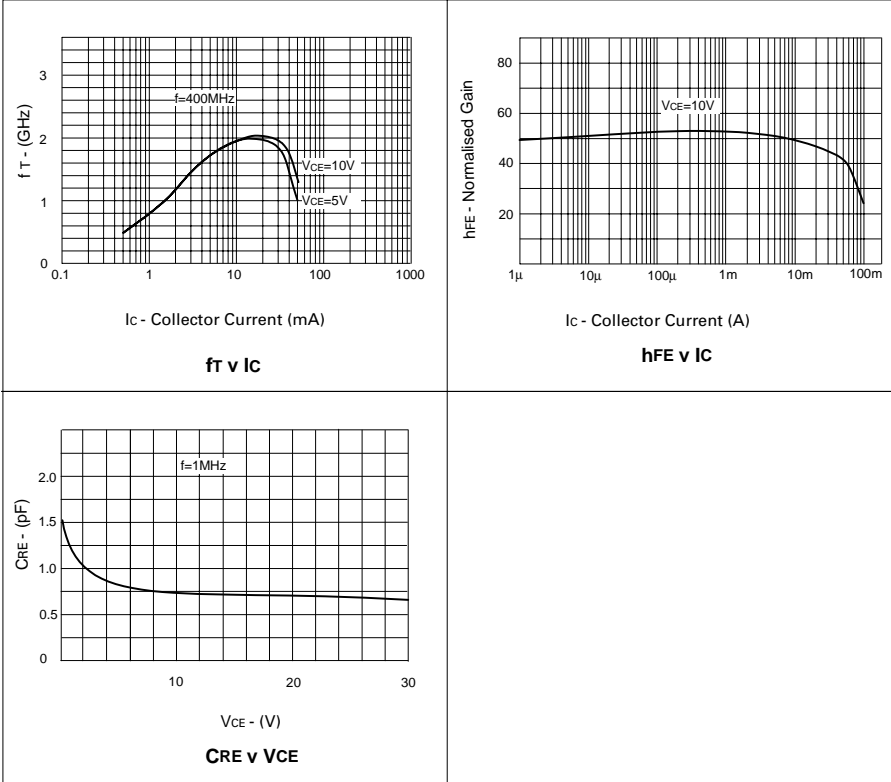 3
2
1
0
fT - (GHz)
f=400MHz
VCE=10V
VCE=5V
0.1 1 10 100 1000
IC - Collector Current (mA)
fT v IC
80
60
40
20
hFE - Normalised Gain
VCE=10V
1µ 10µ 100µ 1m 10m 100m
IC - Collector Current (A)
hFE v IC
2.0
1.5
1.0
0.5
0
CRE - (pF)
f=1MHz
10 20 30
VCE - (V)
CRE v VCE